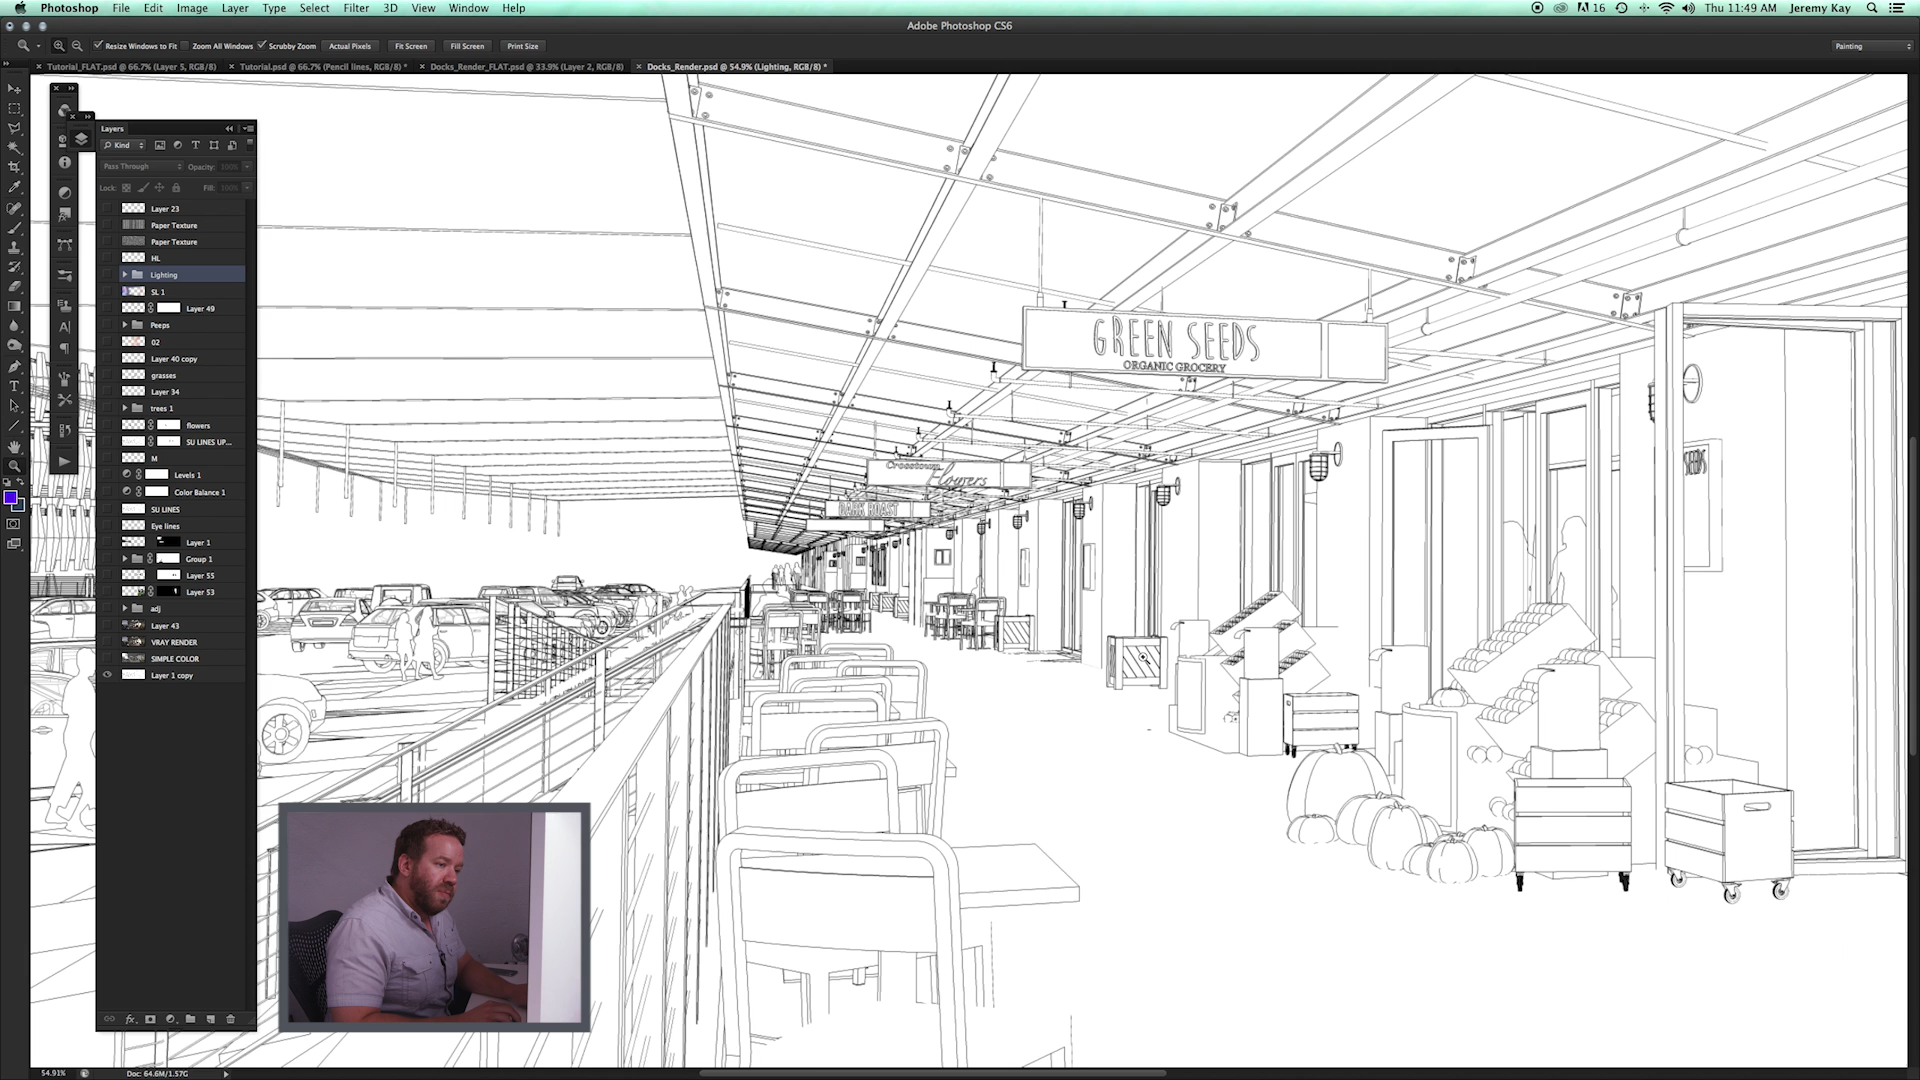 Photoshop File Edit Image Layer Type Select Filter 3D View Window Help 16 Thu 11:49 AM Jeremy Kay
Adobe Photoshop CS6
Resize Windows to Fit Zoom All Windows Scrubby Zoom Actual Pixels Fit Screen Fill Screen Print Size Painting
Tutorial_FLAT.psd @ 66.7% (Layer 5, RGB/8) Tutorial.psd @ 66.7% (Pencil lines, RGB/8) * Docks_Render_FLAT.psd @ 33.9% (Layer 2, RGB/8) Docks_Render.psd @ 54.9% (Lighting, RGB/8) *
Layers
Kind
Pass Through Opacity: 100%
Lock: Fill: 100%
Layer 23
Paper Texture
Paper Texture
HL
Lighting
SL 1
Layer 49
Peeps
02
Layer 40 copy
grasses
Layer 34
trees 1
flowers
SU LINES UP...
M
Levels 1
Color Balance 1
SU LINES
Eye lines
Layer 1
Group 1
Layer 55
Layer 53
adj
Layer 43
VRAY RENDER
SIMPLE COLOR
Layer 1 copy
GREEN SEEDS
ORGANIC GROCERY
Crosstown
Flowers
DARK ROAST
SEEDS
54.91% Doc: 64.6M/1.57G